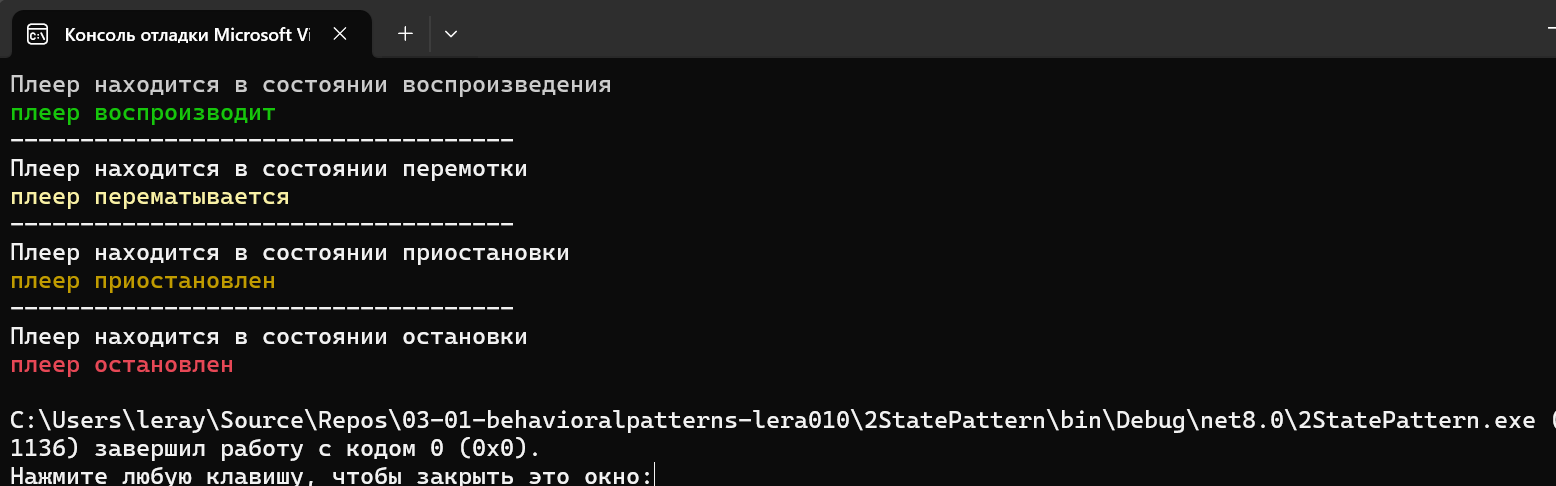 Консоль отладки Microsoft Vi
Плеер находится в состоянии воспроизведения
плеер воспроизводит
------------------------------------
Плеер находится в состоянии перемотки
плеер перематывается
------------------------------------
Плеер находится в состоянии приостановки
плеер приостановлен
------------------------------------
Плеер находится в состоянии остановки
плеер остановлен
C:\Users\leray\Source\Repos\03-01-behavioralpatterns-lera010\2StatePattern\bin\Debug\net8.0\2StatePattern.exe (
1136) завершил работу с кодом 0 (0x0).
Нажмите любую клавишу, чтобы закрыть это окно: